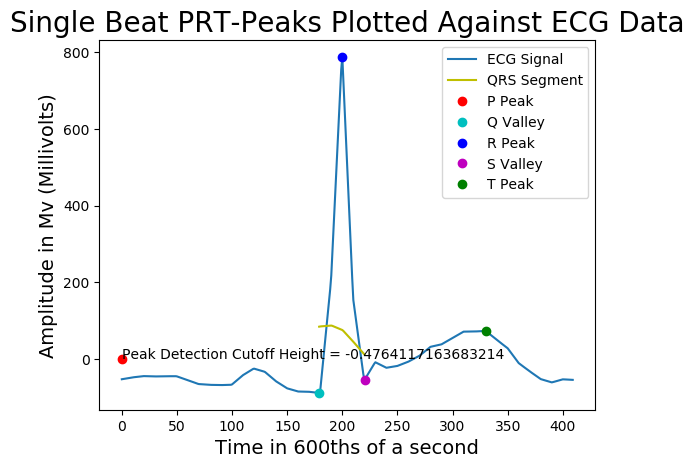 Single Beat PRT-Peaks Plotted Against ECG Data
Amplitude in Mv (Millivolts)
800
600
400
200
0
ECG Signal
QRS Segment
P Peak
Q Valley
R Peak
S Valley
T Peak
Peak Detection Cutoff Height = -0.4764117163683214
0 50 100 150 200 250 300 350 400
Time in 600ths of a second